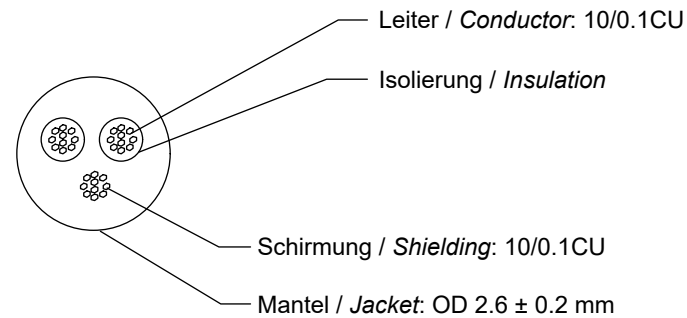 Leiter / Conductor: 10/0.1CU
Isolierung / Insulation
Schirmung / Shielding: 10/0.1CU
Mantel / Jacket: OD 2.6 ± 0.2 mm